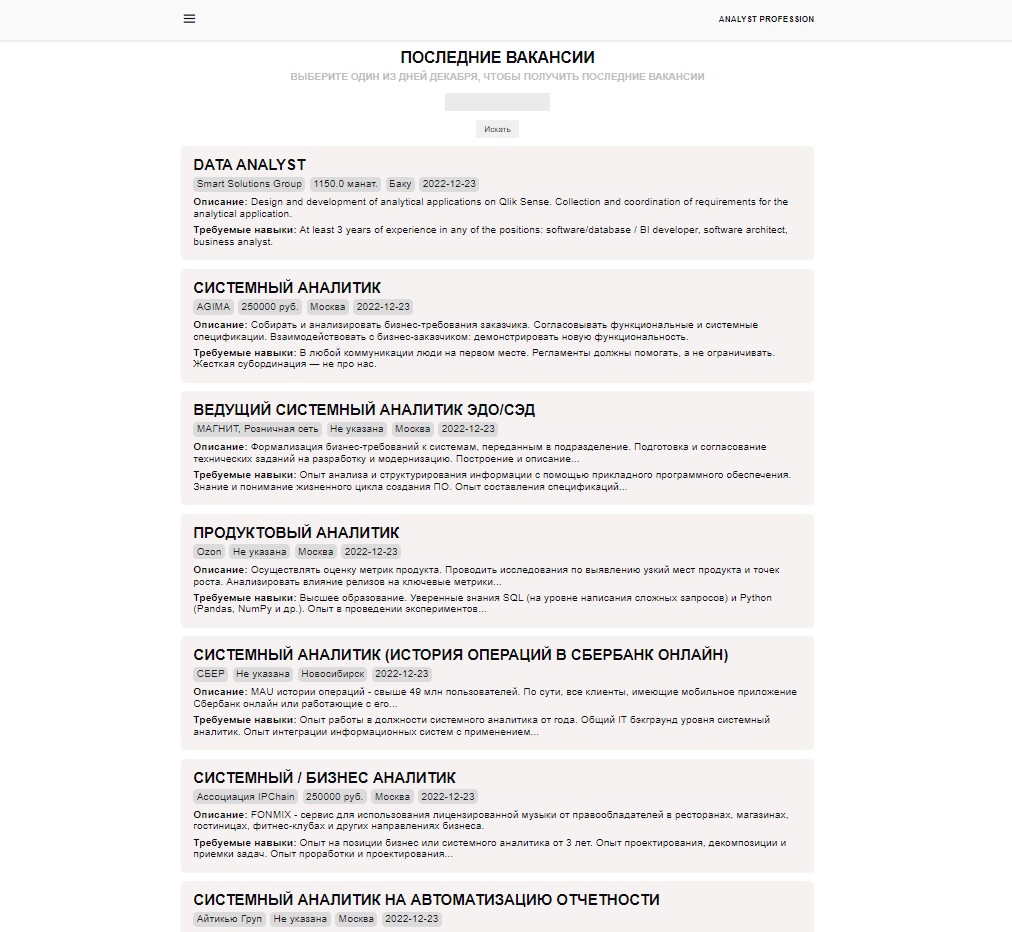 ANALYST PROFESSION
ПОСЛЕДНИЕ ВАКАНСИИ
ВЫБЕРИТЕ ОДИН ИЗ ДНЕЙ ДЕКАБРЯ, ЧТОБЫ ПОЛУЧИТЬ ПОСЛЕДНИЕ ВАКАНСИИ
Искать
DATA ANALYST
Smart Solutions Group 1150.0 манат. Баку 2022-12-23
Описание: Design and development of analytical applications on Qlik Sense. Collection and coordination of requirements for the
analytical application.
Требуемые навыки: At least 3 years of experience in any of the positions: software/database / BI developer, software architect,
business analyst.
СИСТЕМНЫЙ АНАЛИТИК
AGIMA 250000 руб. Москва 2022-12-23
Описание: Собирать и анализировать бизнес-требования заказчика. Согласовывать функциональные и системные
спецификации. Взаимодействовать с бизнес-заказчиком: демонстрировать новую функциональность.
Требуемые навыки: В любой коммуникации люди на первом месте. Регламенты должны помогать, а не ограничивать.
Жесткая субординация — не про нас.
ВЕДУЩИЙ СИСТЕМНЫЙ АНАЛИТИК ЭДО/СЭД
МАГНИТ, Розничная сеть Не указана Москва 2022-12-23
Описание: Формализация бизнес-требований к системам, переданным в подразделение. Подготовка и согласование
технических заданий на разработку и модернизацию. Построение и описание...
Требуемые навыки: Опыт анализа и структурирования информации с помощью прикладного программного обеспечения.
Знание и понимание жизненного цикла создания ПО. Опыт составления спецификаций...
ПРОДУКТОВЫЙ АНАЛИТИК
Ozon Не указана Москва 2022-12-23
Описание: Осуществлять оценку метрик продукта. Проводить исследования по выявлению узкий мест продукта и точек
роста. Анализировать влияние релизов на ключевые метрики...
Требуемые навыки: Высшее образование. Уверенные знания SQL (на уровне написания сложных запросов) и Python
(Pandas, NumPy и др.). Опыт в проведении экспериментов...
СИСТЕМНЫЙ АНАЛИТИК (ИСТОРИЯ ОПЕРАЦИЙ В СБЕРБАНК ОНЛАЙН)
СБЕР Не указана Новосибирск 2022-12-23
Описание: MAU истории операций - свыше 49 млн пользователей. По сути, все клиенты, имеющие мобильное приложение
Сбербанк онлайн или работающие с его...
Требуемые навыки: Опыт работы в должности системного аналитика от года. Общий IT бэкграунд уровня системный
аналитик. Опыт интеграции информационных систем с применением...
СИСТЕМНЫЙ / БИЗНЕС АНАЛИТИК
Ассоциация IPChain 250000 руб. Москва 2022-12-23
Описание: FONMIX - сервис для использования лицензированной музыки от правообладателей в ресторанах, магазинах,
гостиницах, фитнес-клубах и других направлениях бизнеса.
Требуемые навыки: Опыт на позиции бизнес или системного аналитика от 3 лет. Опыт проектирования, декомпозиции и
приемки задач. Опыт проработки и проектирования...
СИСТЕМНЫЙ АНАЛИТИК НА АВТОМАТИЗАЦИЮ ОТЧЕТНОСТИ
Айтикью Груп Не указана Москва 2022-12-23